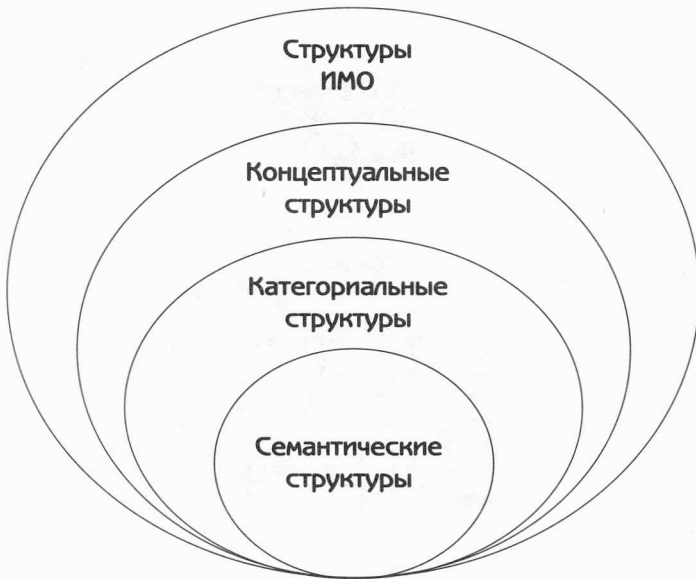 Структуры
ИМО
Концептуальные
структуры
Категориальные
структуры
Семантические
структуры